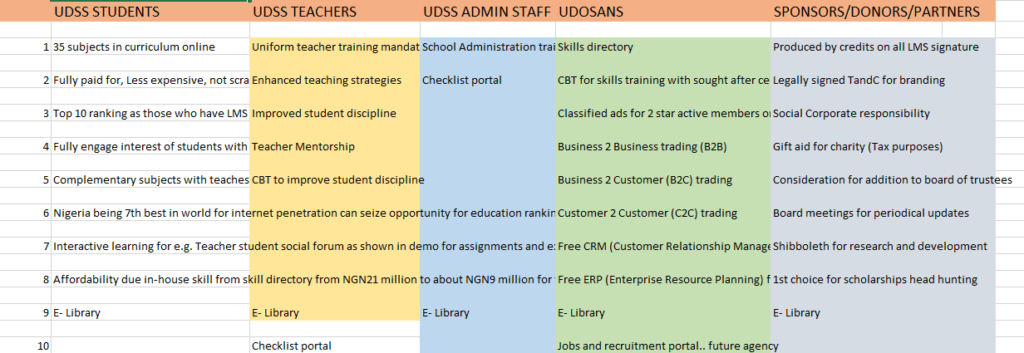 UDSS STUDENTS UDSS TEACHERS UDSS ADMIN STAFF UDOSANS SPONSORS/DONORS/PARTNERS
1 35 subjects in curriculum online Uniform teacher training mandat School Administration trai Skills directory Produced by credits on all LMS signature
2 Fully paid for, Less expensive, not scra Enhanced teaching strategies Checklist portal CBT for skills training with sought after ce Legally signed TandC for branding
3 Top 10 ranking as those who have LMS Improved student discipline Classified ads for 2 star active members o Social Corporate responsibility
4 Fully engage interest of students with Teacher Mentorship Business 2 Business trading (B2B) Gift aid for charity (Tax purposes)
5 Complementary subjects with teaches CBT to improve student discipline Business 2 Customer (B2C) trading Consideration for addition to board of trustees
6 Nigeria being 7th best in world for internet penetration can seize opportunity for education rankin Customer 2 Customer (C2C) trading Board meetings for periodical updates
7 Interactive learning for e.g. Teacher student social forum as shown in demo for assignments and e Free CRM (Customer Relationship Manage Shibboleth for research and development
8 Affordability due in-house skill from skill directory from NGN21 million to about NGN9 million for Free ERP (Enterprise Resource Planning) f 1st choice for scholarships head hunting
9 E- Library E- Library E- Library E- Library E- Library
10 Checklist portal Jobs and recruitment portal.. future agency